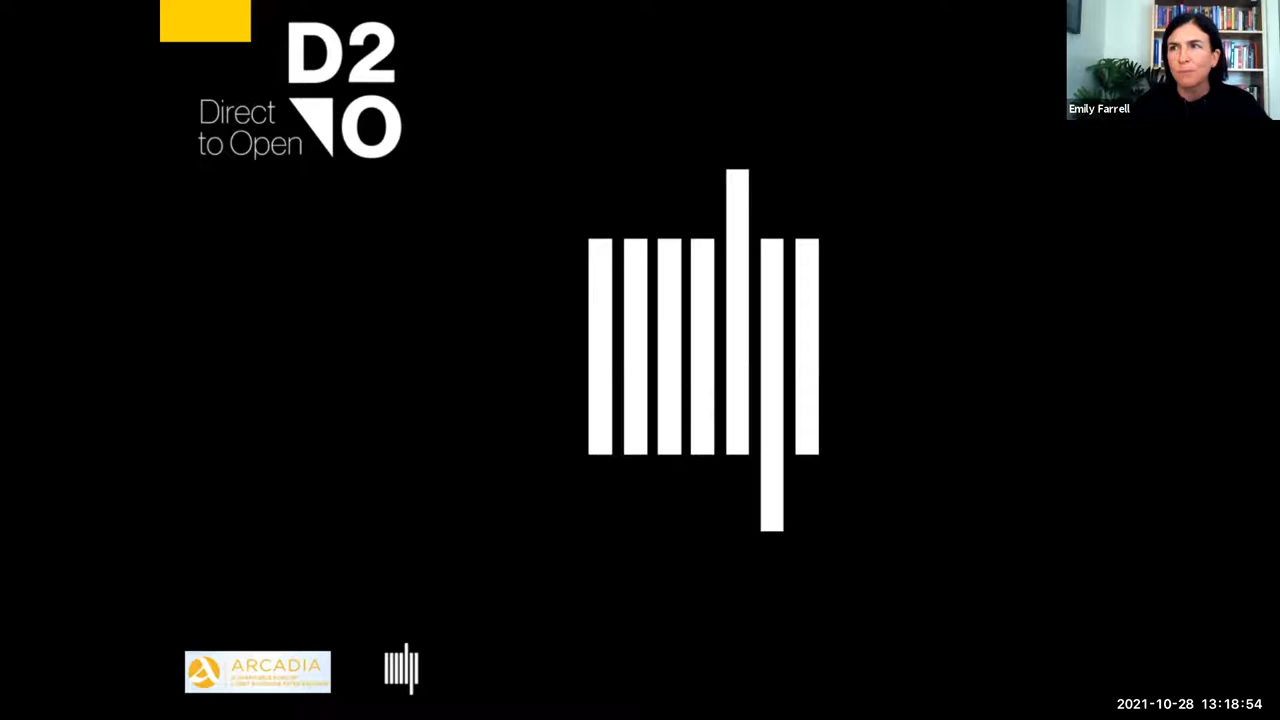 D2
O
Direct
to Open
Emily Farrell
ARCADIA
2021-10-28 13:18:54